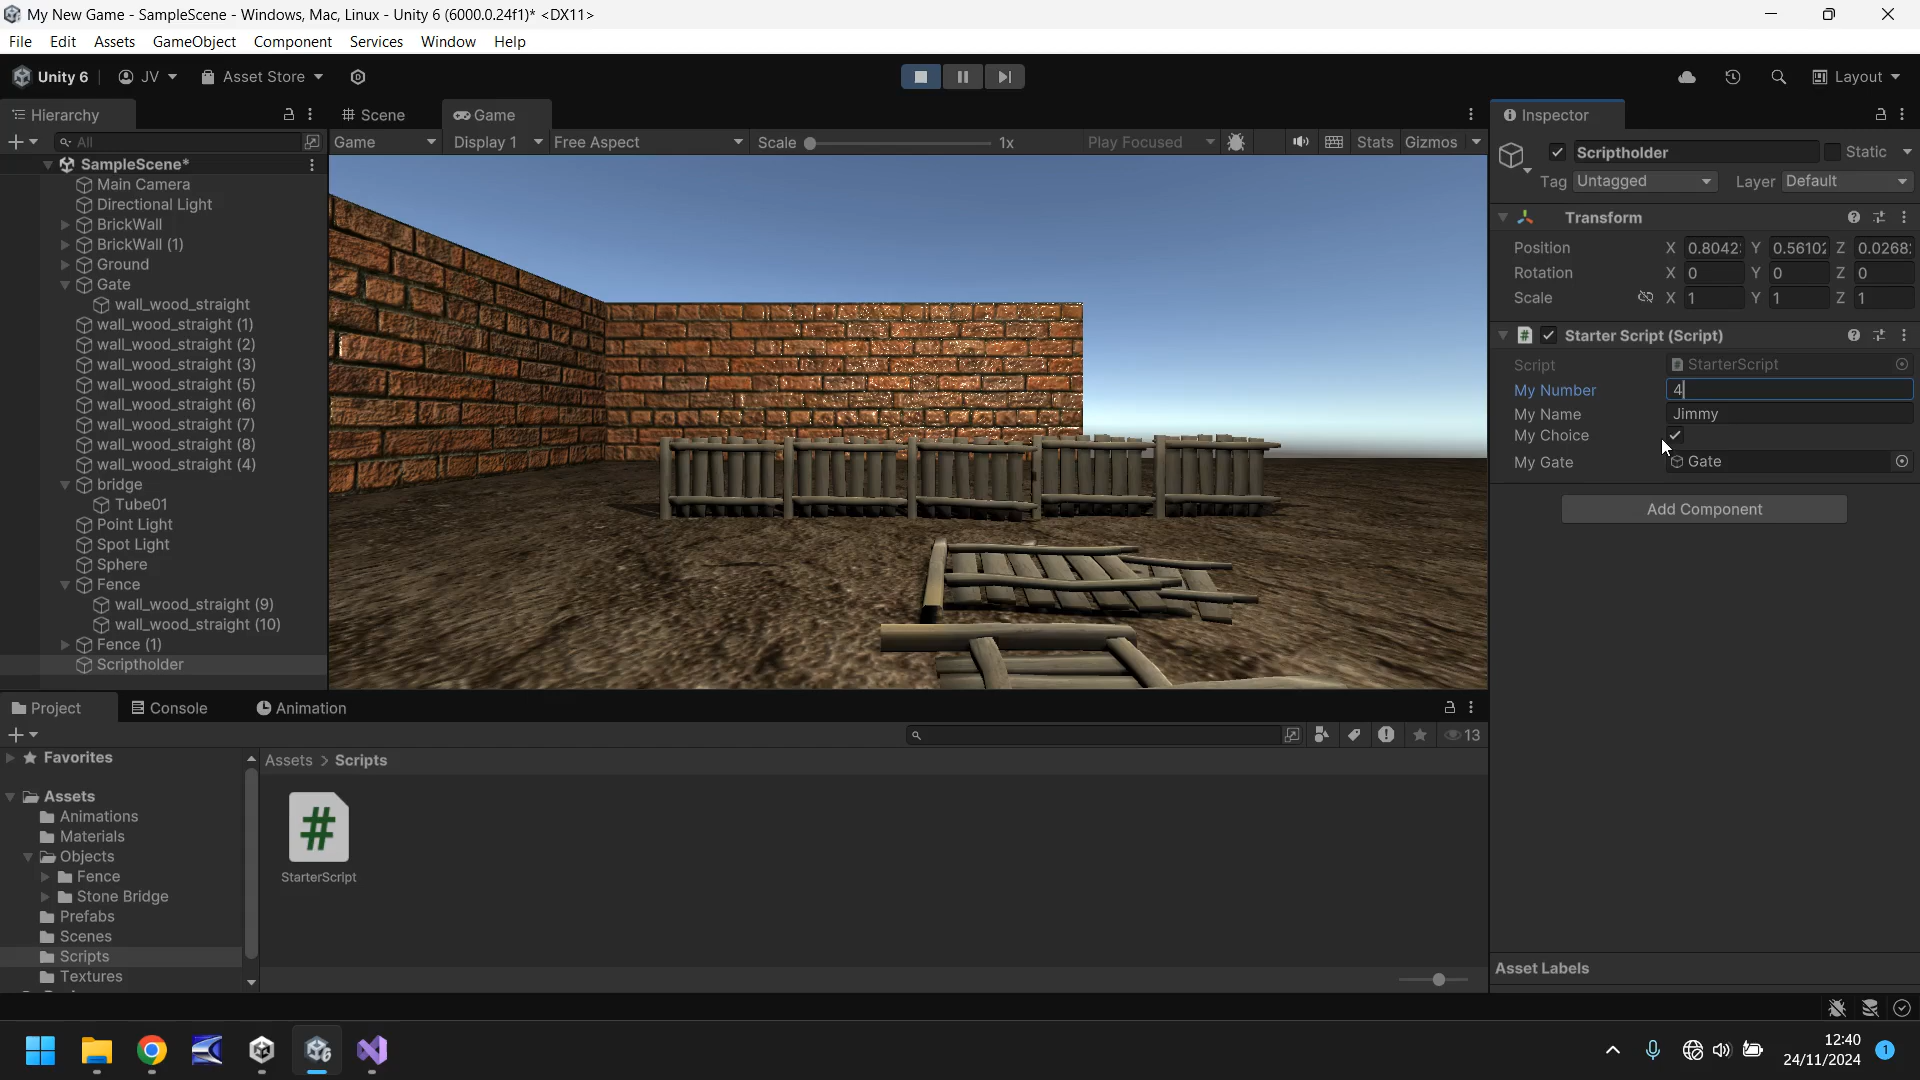 My New Game - SampleScene - Windows, Mac, Linux - Unity 6 (6000.0.24f1)* <DX11>
File Edit Assets GameObject Component Services Window Help
Unity 6 JV Asset Store Layout
Hierarchy
All
SampleScene*
Main Camera
Directional Light
BrickWall
BrickWall (1)
Ground
Gate
wall_wood_straight
wall_wood_straight (1)
wall_wood_straight (2)
wall_wood_straight (3)
wall_wood_straight (5)
wall_wood_straight (6)
wall_wood_straight (7)
wall_wood_straight (8)
wall_wood_straight (4)
bridge
Tube01
Point Light
Spot Light
Sphere
Fence
wall_wood_straight (9)
wall_wood_straight (10)
Fence (1)
Scriptholder
Scene Game
Game Display 1 Free Aspect Scale 1x Play Focused Stats Gizmos
Inspector
Scriptholder Static
Tag Untagged Layer Default
Transform
Position X 0.8042 Y 0.5610 Z 0.0268
Rotation X 0 Y 0 Z 0
Scale X 1 Y 1 Z 1
# Starter Script (Script)
Script StarterScript
My Number 4
My Name Jimmy
My Choice
My Gate Gate
Add Component
Asset Labels
Project Console Animation
13
Favorites
Assets
Animations
Materials
Objects
Fence
Stone Bridge
Prefabs
Scenes
Scripts
Textures
Assets > Scripts
#
StarterScript
6
12:40
24/11/2024
1